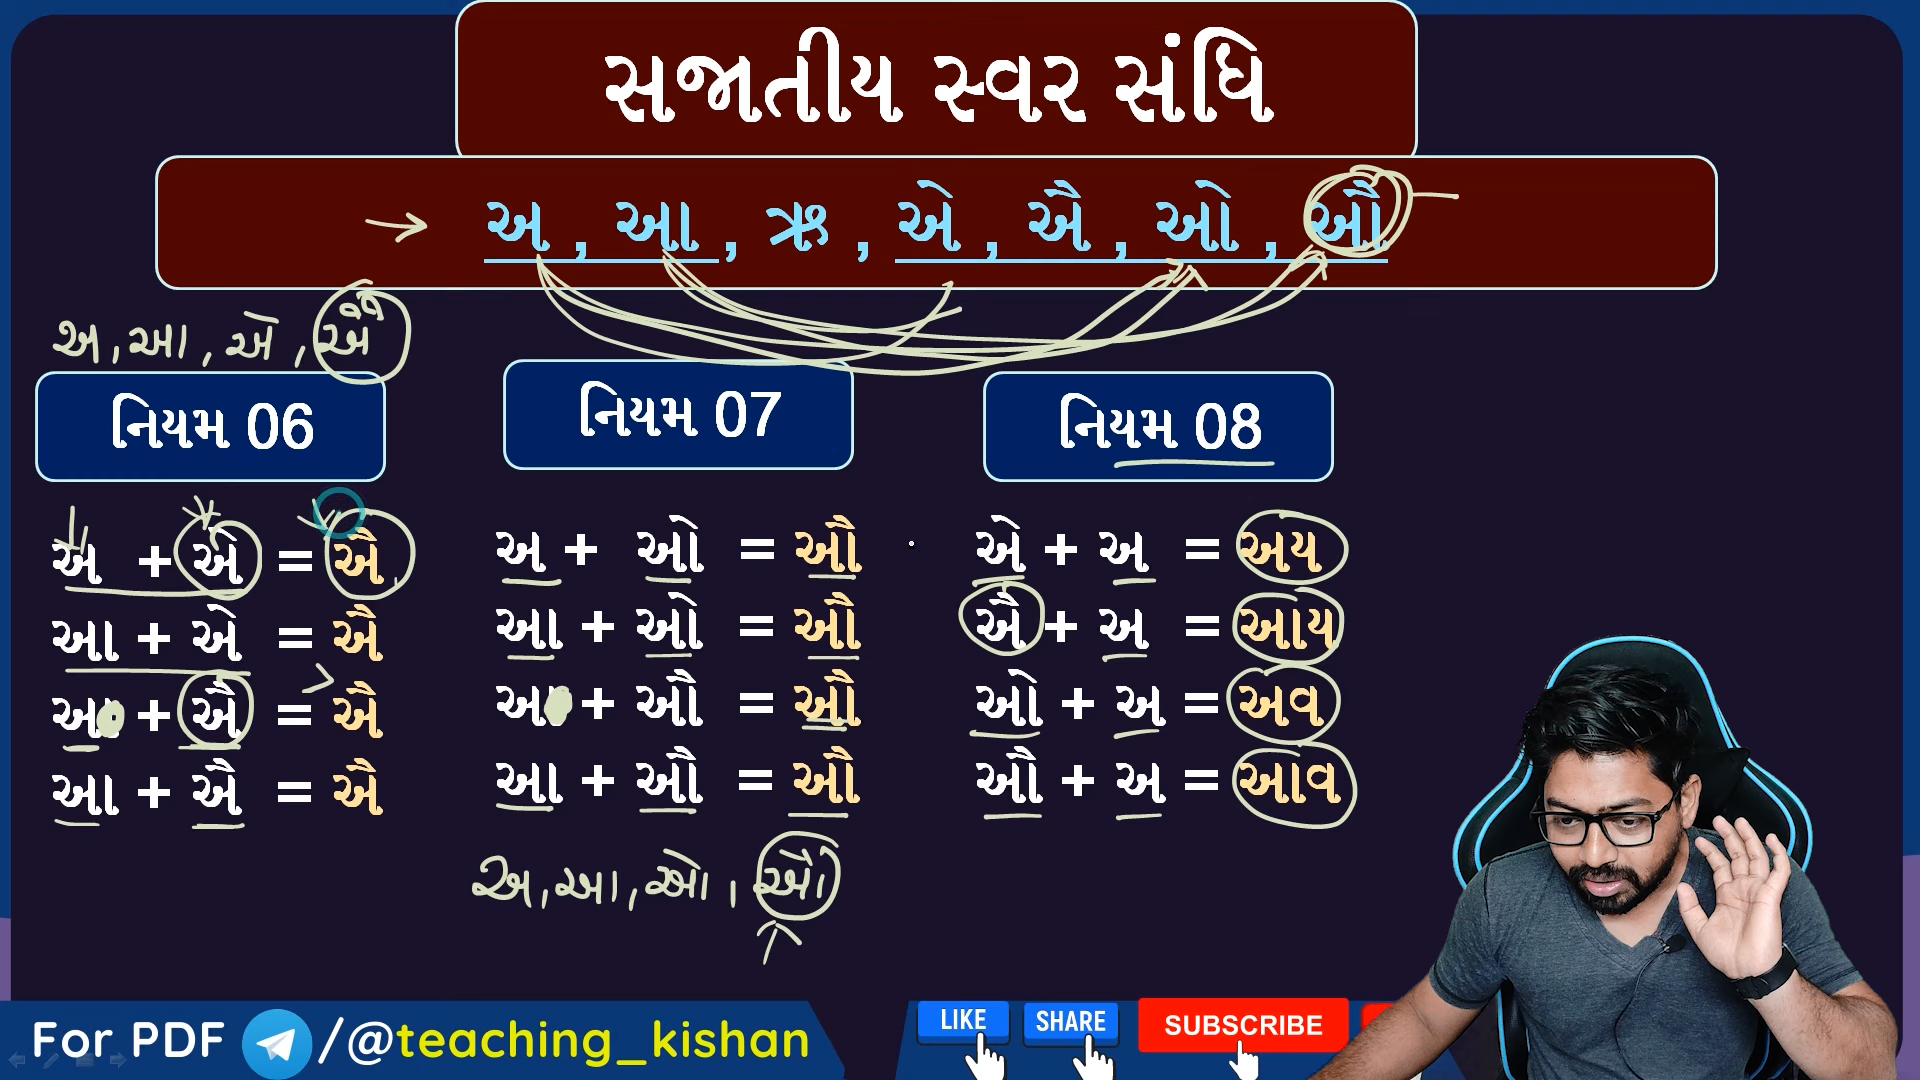 સજાતીય સ્વર સંધિ
અ , આ , ઋ , એ , ઐ , ઓ , ઔ
અ, આ, એ, ઐ
નિયમ 06
અ + એ = ઐ
આ + એ = ઐ
અ + ઐ = ઐ
આ + ઐ = ઐ
નિયમ 07
અ + ઓ = ઔ
આ + ઓ = ઔ
અ + ઔ = ઔ
આ + ઔ = ઔ
અ, આ, ઓ, ઔ
નિયમ 08
એ + અ = અય
ઐ + અ = આય
ઓ + અ = અવ
ઔ + અ = આવ
For PDF /@teaching_kishan
LIKE SHARE SUBSCRIBE